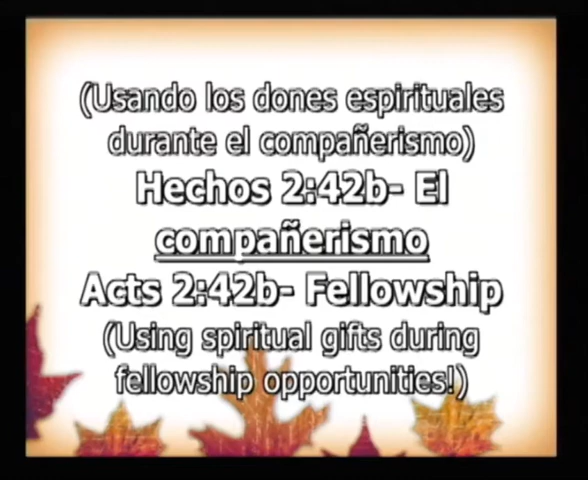 (Usando los dones espirituales
durante el compañerismo)
Hechos 2:42b- El
compañerismo
Acts 2:42b- Fellowship
(Using spiritual gifts during
fellowship opportunities!)